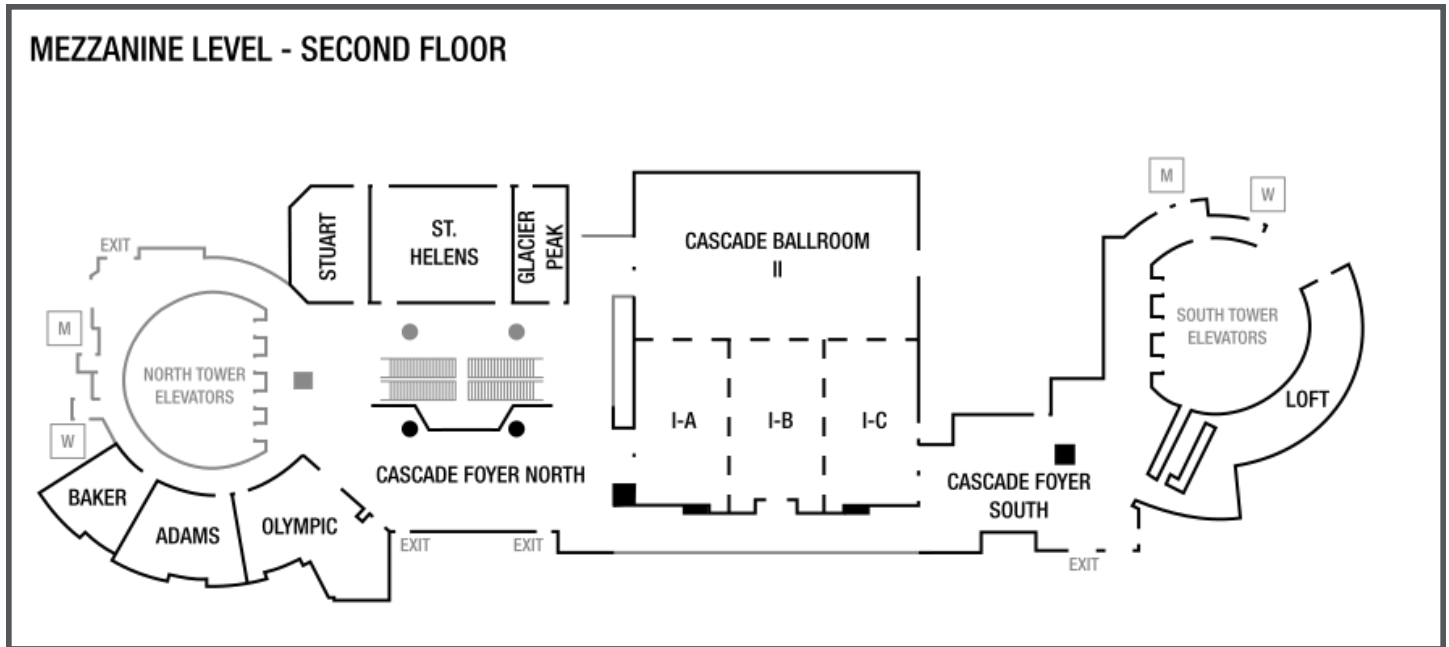 MEZZANINE LEVEL - SECOND FLOOR
M
W
STUART
ST.
HELENS
GLACIER
PEAK
CASCADE BALLROOM
II
EXIT
M
NORTH TOWER
ELEVATORS
W
SOUTH TOWER
ELEVATORS
LOFT
I-A
I-B
I-C
CASCADE FOYER NORTH
CASCADE FOYER
SOUTH
BAKER
ADAMS
OLYMPIC
EXIT
EXIT
EXIT